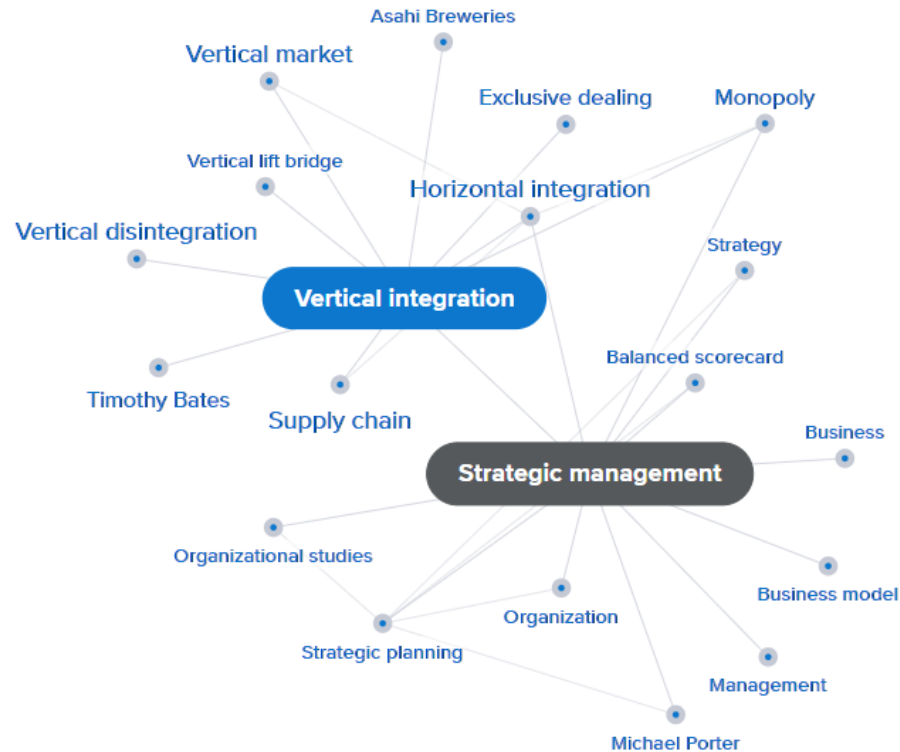 Asahi Breweries
Vertical market
Exclusive dealing
Monopoly
Vertical lift bridge
Horizontal integration
Vertical disintegration
Strategy
Vertical integration
Balanced scorecard
Timothy Bates
Supply chain
Business
Strategic management
Organizational studies
Business model
Organization
Strategic planning
Management
Michael Porter